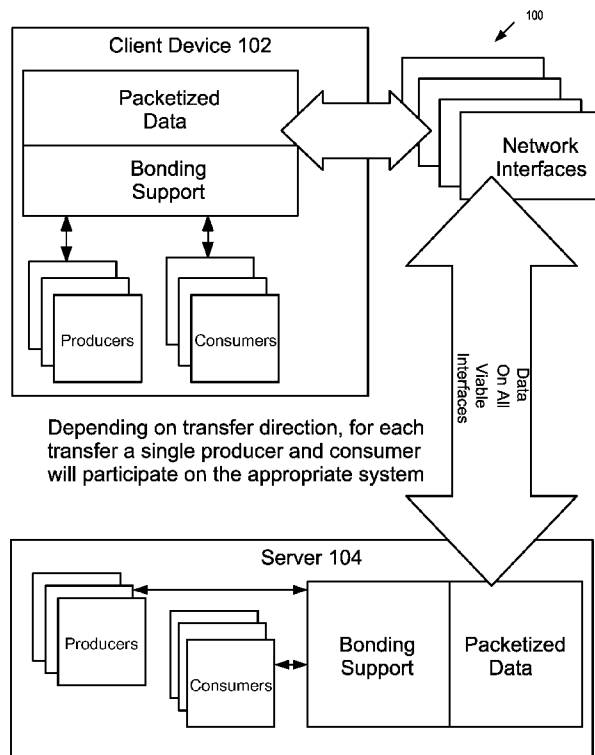 100
Client Device 102
Packetized
Data
Bonding
Support
Network
Interfaces
Producers
Consumers
Data
On All
Viable
Interfaces
Depending on transfer direction, for each
transfer a single producer and consumer
will participate on the appropriate system
Server 104
Producers
Consumers
Bonding
Support
Packetized
Data